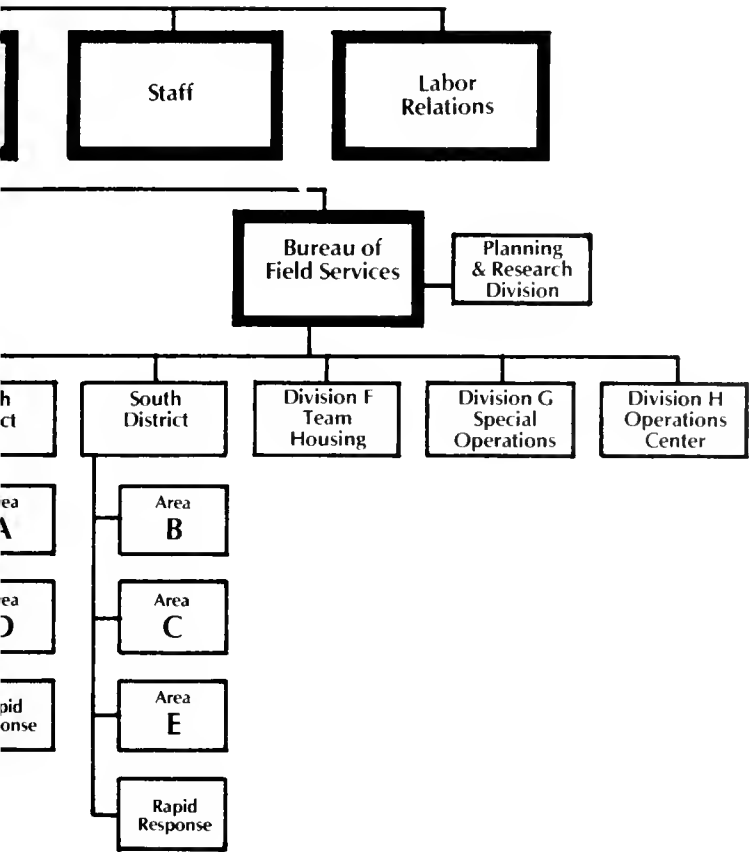 Staff
Labor
Relations
Bureau of
Field Services
Planning
& Research
Division
South
District
Division F
Team
Housing
Division G
Special
Operations
Division H
Operations
Center
Area
B
Area
C
Area
E
Rapid
Response